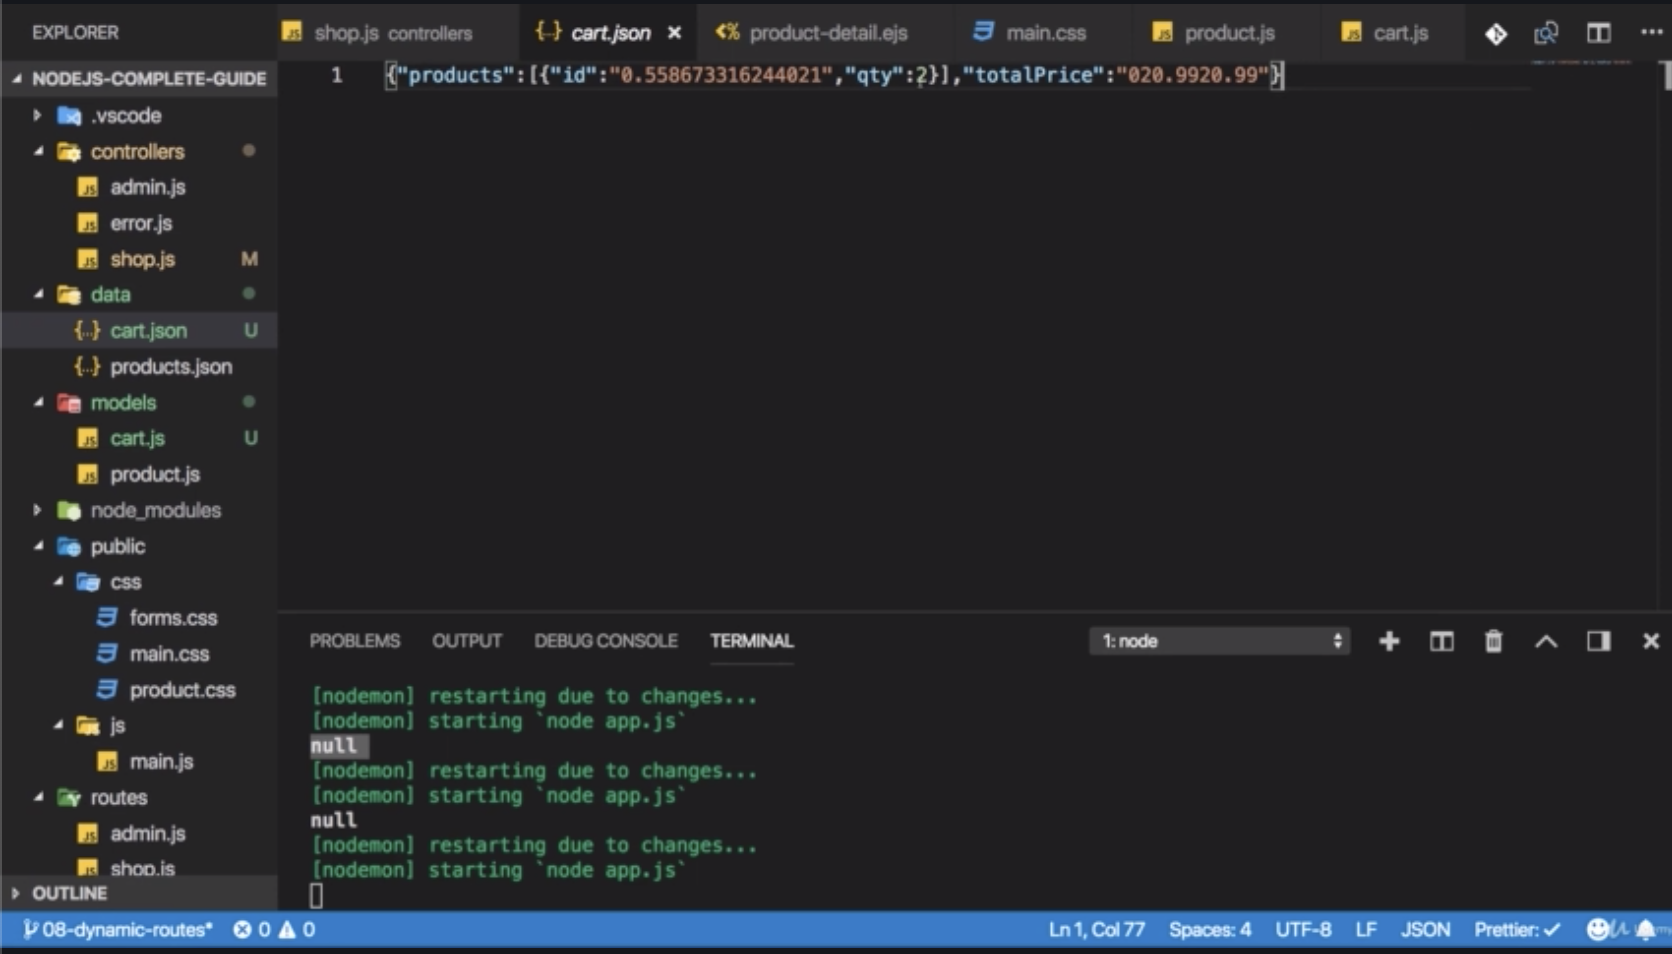 EXPLORER
shop.js controllers
cart.json
product-detail.ejs
main.css
product.js
cart.js
NODEJS-COMPLETE-GUIDE
.vscode
controllers
admin.js
error.js
shop.js M
data
cart.json U
products.json
models
cart.js U
product.js
node_modules
public
css
forms.css
main.css
product.css
js
main.js
routes
admin.js
shop.js
OUTLINE
1 {"products":[{"id":"0.558673316244021","qty":2}],"totalPrice":"020.9920.99"}
PROBLEMS OUTPUT DEBUG CONSOLE TERMINAL 1: node
[nodemon] restarting due to changes...
[nodemon] starting `node app.js`
null
[nodemon] restarting due to changes...
[nodemon] starting `node app.js`
null
[nodemon] restarting due to changes...
[nodemon] starting `node app.js`
08-dynamic-routes* 0 0 Ln 1, Col 77 Spaces: 4 UTF-8 LF JSON Prettier: ✓